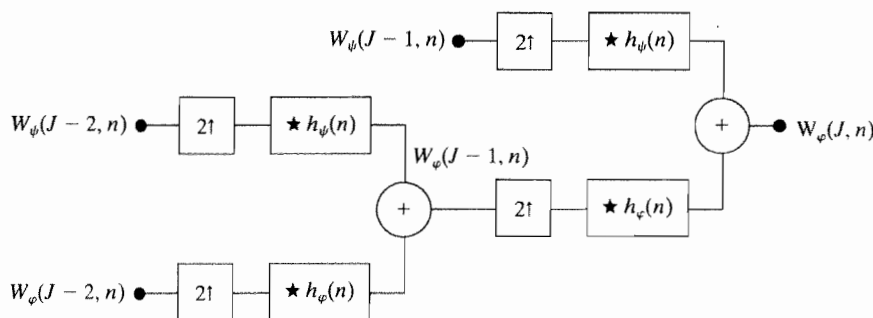 W_ψ(J − 1, n) 2↑ ★ h_ψ(n)
+ W_φ(J, n)
W_ψ(J − 2, n) 2↑ ★ h_ψ(n)
W_φ(J − 1, n)
+ 2↑ ★ h_φ(n)
W_φ(J − 2, n) 2↑ ★ h_φ(n)